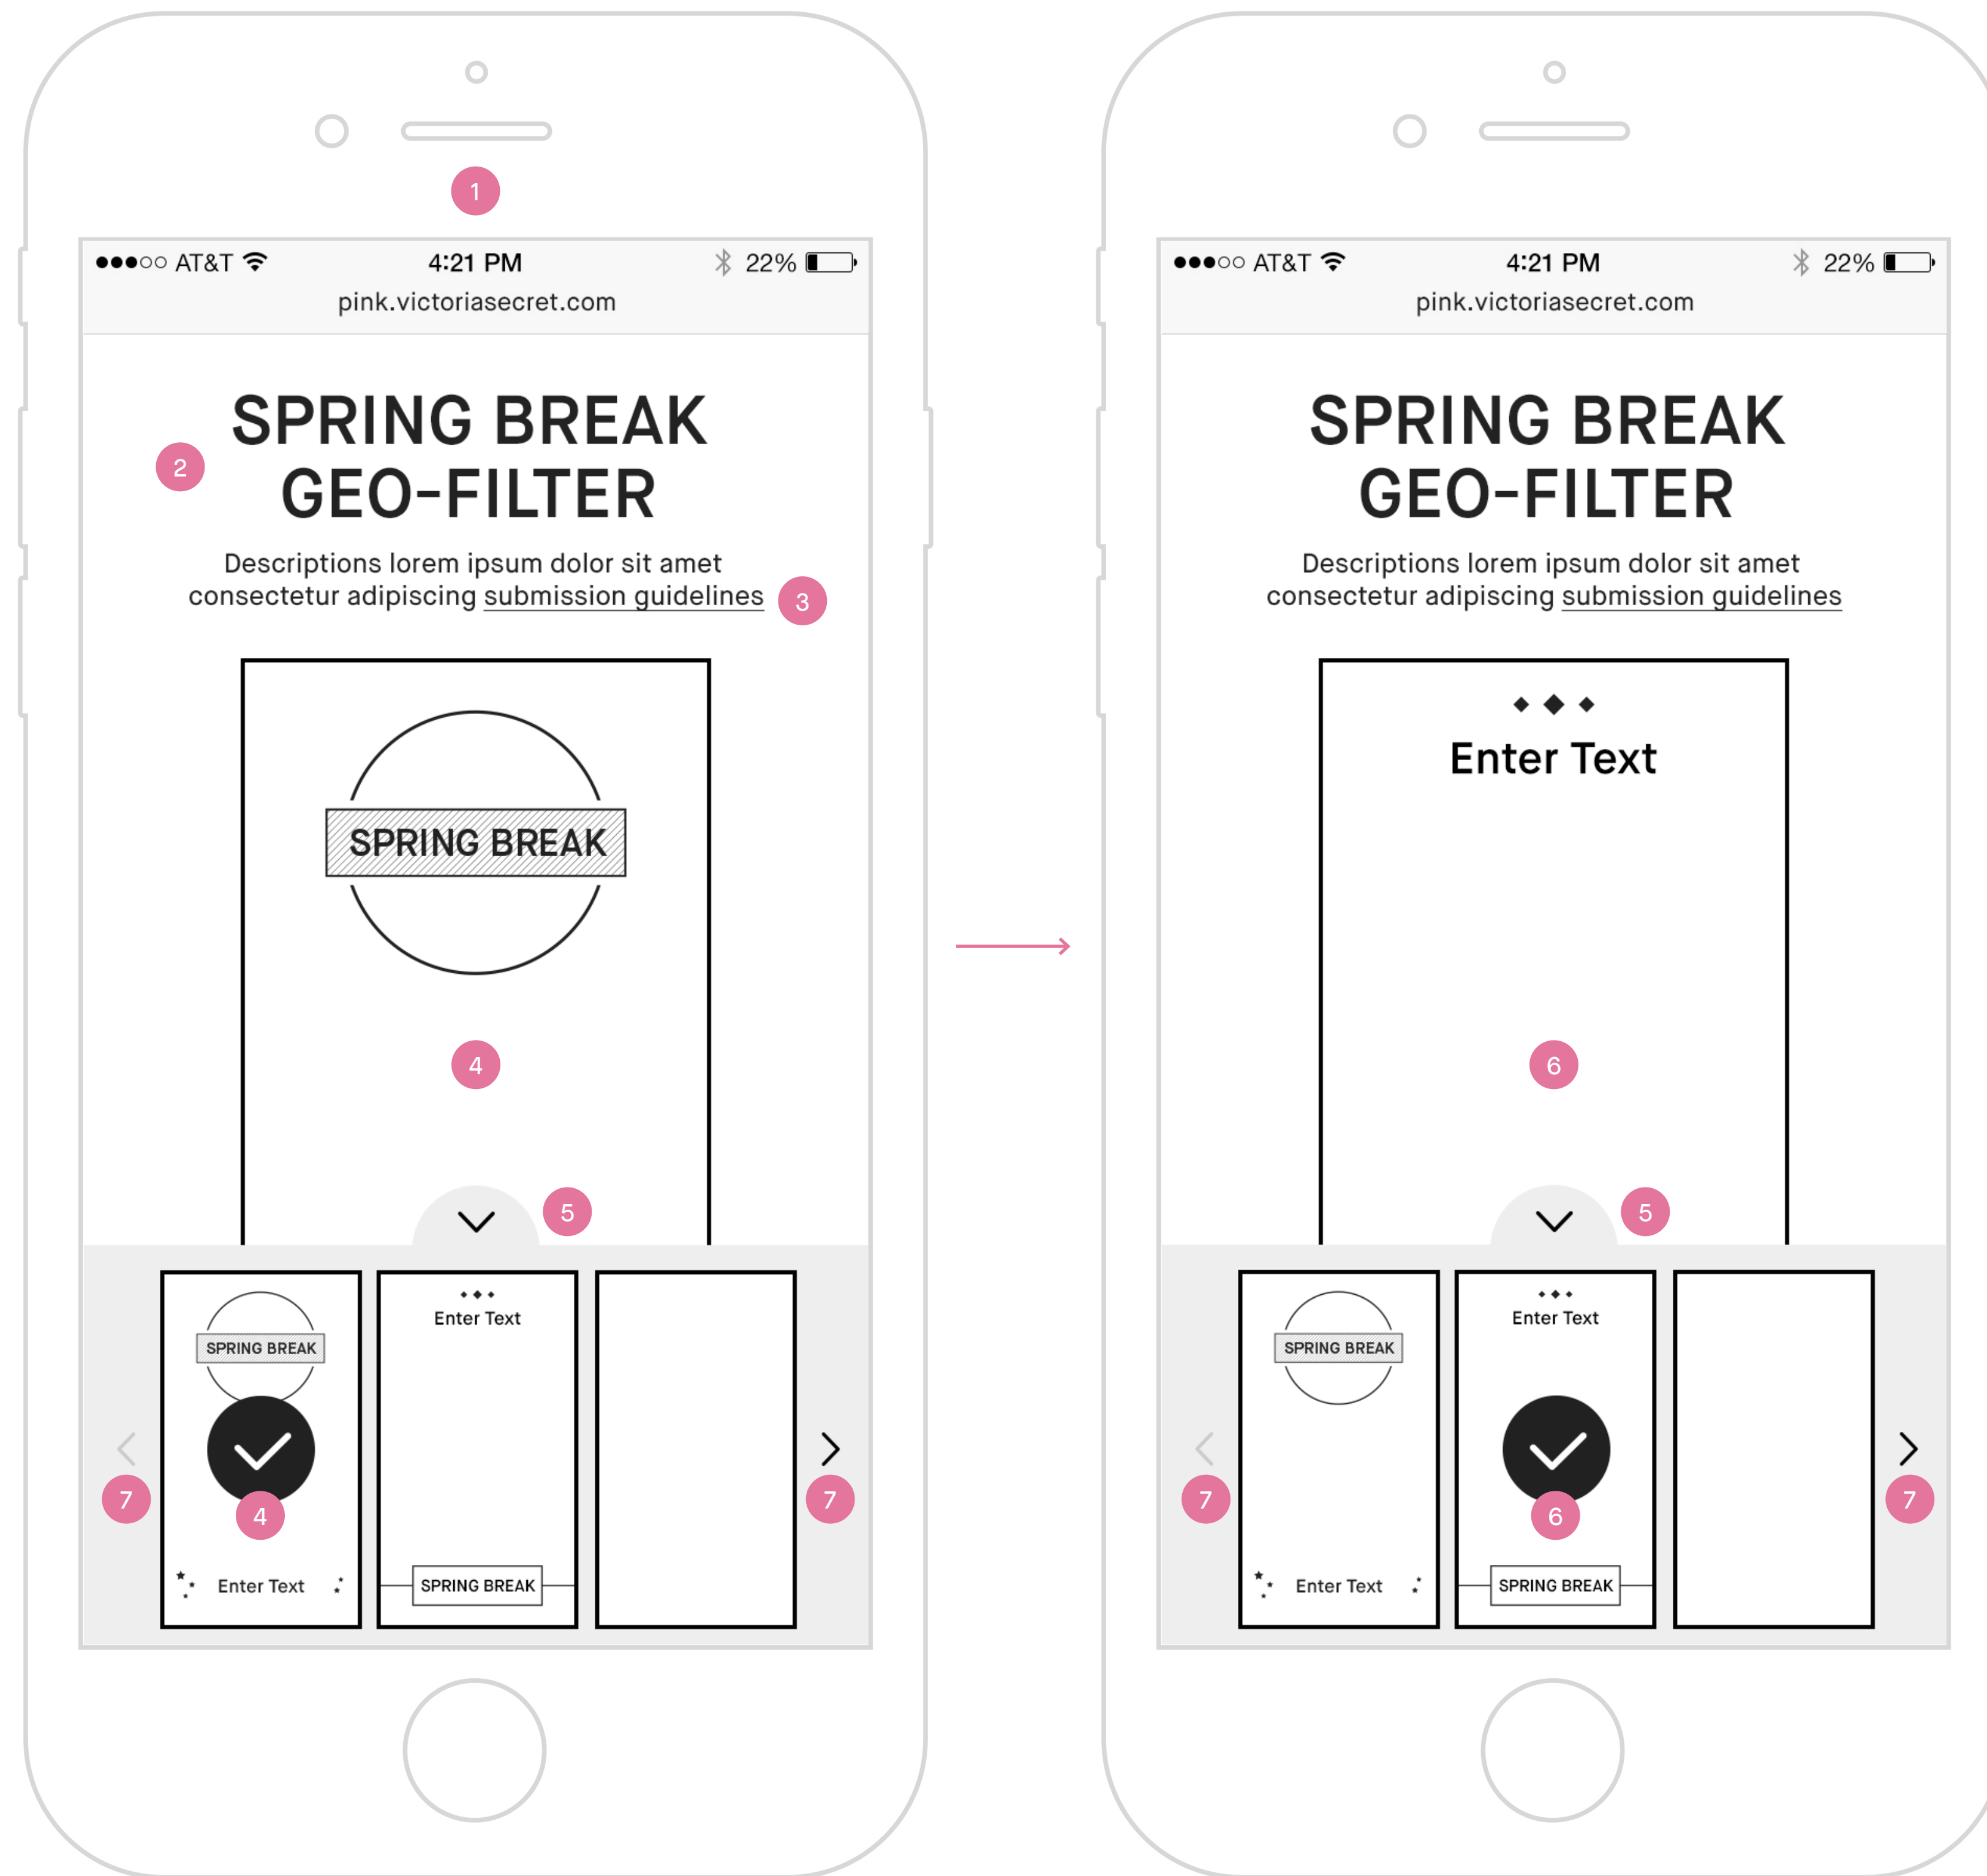 1
AT&T 4:21 PM 22%
pink.victoriasecret.com
SPRING BREAK
2
GEO-FILTER
Descriptions lorem ipsum dolor sit amet
consectetur adipiscing submission guidelines 3
SPRING BREAK
4
5
SPRING BREAK
Enter Text
7
4
7
Enter Text
SPRING BREAK
AT&T 4:21 PM 22%
pink.victoriasecret.com
SPRING BREAK
GEO-FILTER
Descriptions lorem ipsum dolor sit amet
consectetur adipiscing submission guidelines
Enter Text
6
5
SPRING BREAK
Enter Text
7
6
7
Enter Text
SPRING BREAK